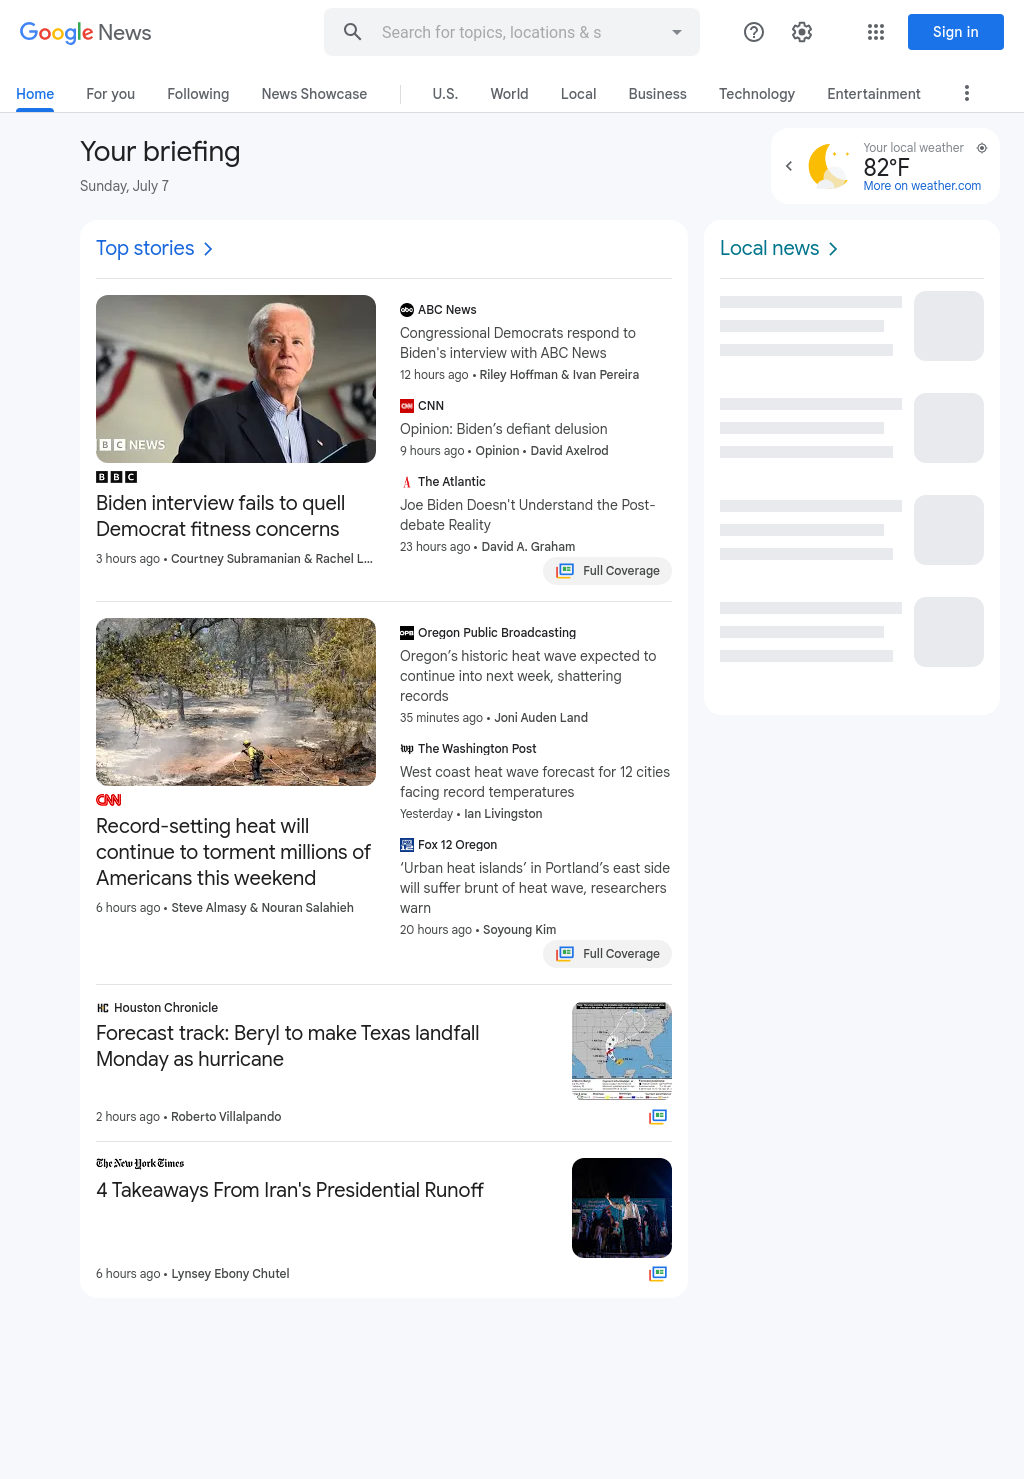 Google News
Search for topics, locations & s
Sign in
Home
For you
Following
News Showcase
U.S.
World
Local
Business
Technology
Entertainment
Your briefing
Sunday, July 7
Your local weather
82°F
More on weather.com
Top stories
BBC NEWS
BBC
Biden interview fails to quell
Democrat fitness concerns
3 hours ago • Courtney Subramanian & Rachel L...
abc ABC News
Congressional Democrats respond to
Biden's interview with ABC News
12 hours ago • Riley Hoffman & Ivan Pereira
CNN CNN
Opinion: Biden’s defiant delusion
9 hours ago • Opinion • David Axelrod
A The Atlantic
Joe Biden Doesn't Understand the Post-
debate Reality
23 hours ago • David A. Graham
Full Coverage
CNN
Record-setting heat will
continue to torment millions of
Americans this weekend
6 hours ago • Steve Almasy & Nouran Salahieh
OPB Oregon Public Broadcasting
Oregon’s historic heat wave expected to
continue into next week, shattering
records
35 minutes ago • Joni Auden Land
wp The Washington Post
West coast heat wave forecast for 12 cities
facing record temperatures
Yesterday • Ian Livingston
Fox 12 Oregon
‘Urban heat islands’ in Portland’s east side
will suffer brunt of heat wave, researchers
warn
20 hours ago • Soyoung Kim
Full Coverage
HC Houston Chronicle
Forecast track: Beryl to make Texas landfall
Monday as hurricane
2 hours ago • Roberto Villalpando
The New York Times
4 Takeaways From Iran's Presidential Runoff
6 hours ago • Lynsey Ebony Chutel
Local news